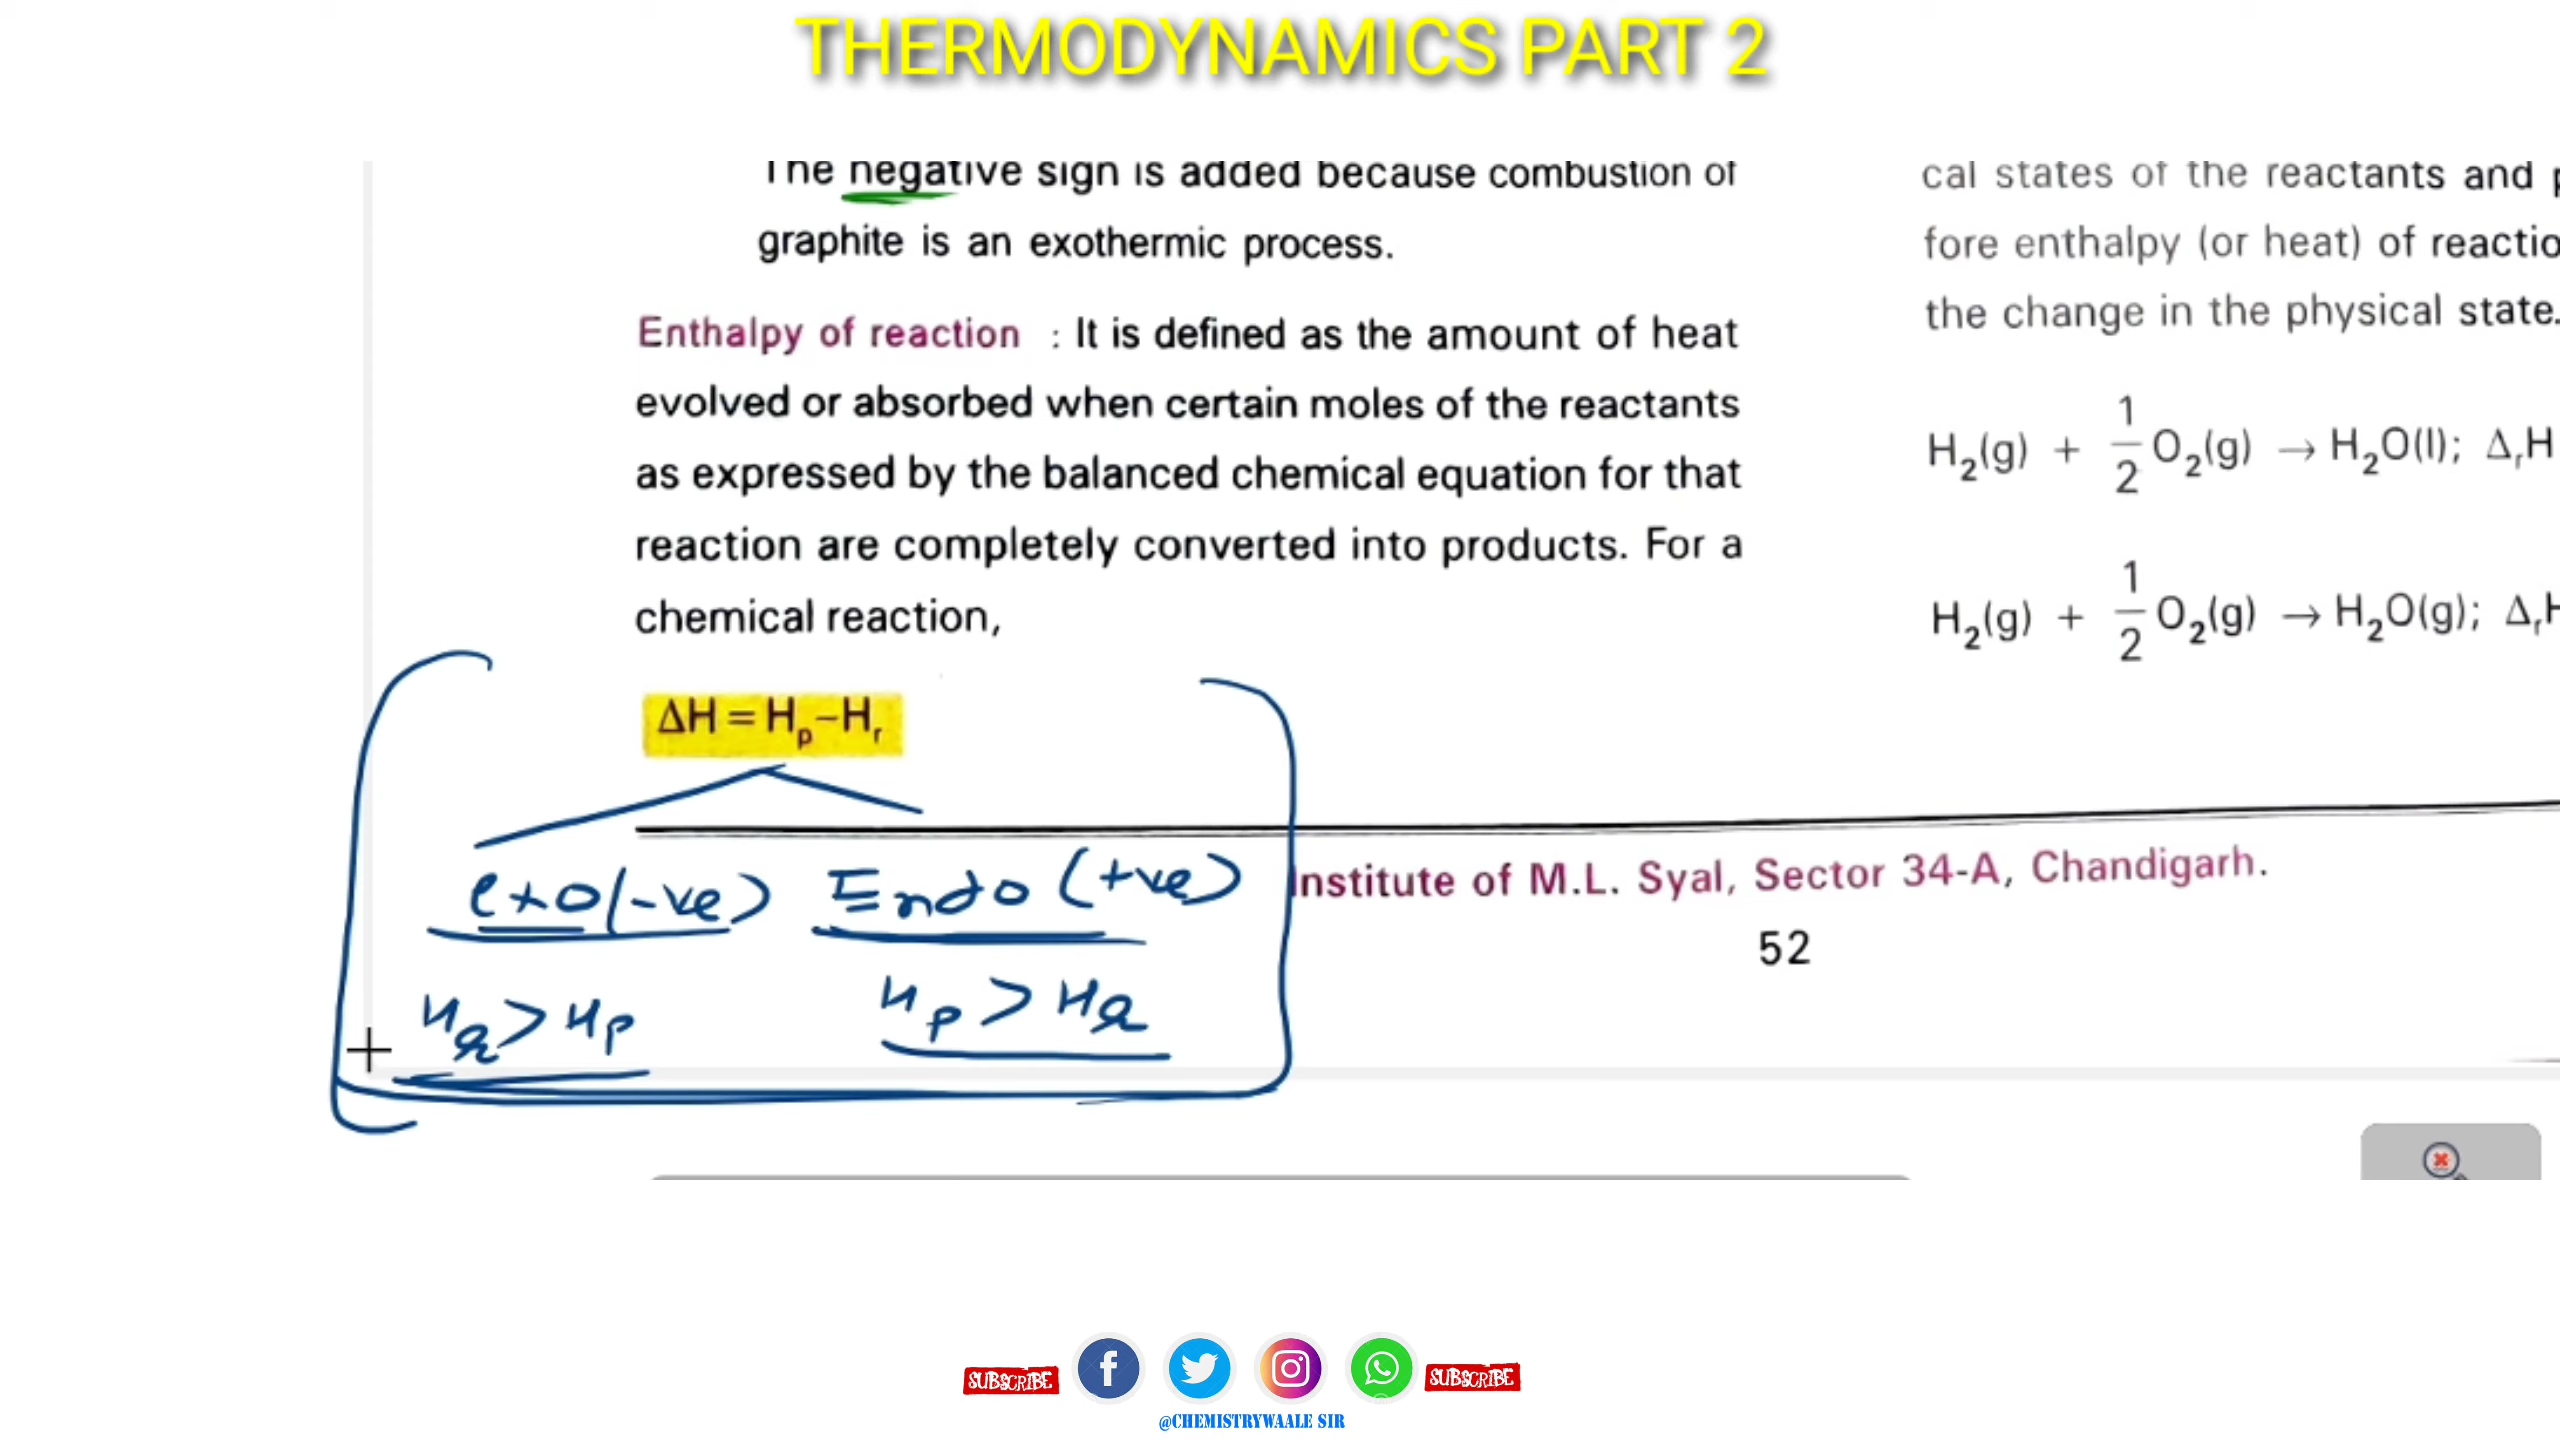 THERMODYNAMICS PART 2
The negative sign is added because combustion of
graphite is an exothermic process.
Enthalpy of reaction : It is defined as the amount of heat
evolved or absorbed when certain moles of the reactants
as expressed by the balanced chemical equation for that
reaction are completely converted into products. For a
chemical reaction,
ΔH = Hp–Hr
exo(-ve) Endo (+ve)
HR > HP
HP > HR
cal states of the reactants and p
fore enthalpy (or heat) of reactio
the change in the physical state.
H₂(g) + 1/2 O₂(g) → H₂O(l); ΔrH
H₂(g) + 1/2 O₂(g) → H₂O(g); ΔrH
Institute of M.L. Syal, Sector 34-A, Chandigarh.
52
SUBSCRIBE
SUBSCRIBE
@CHEMISTRYWAALE SIR